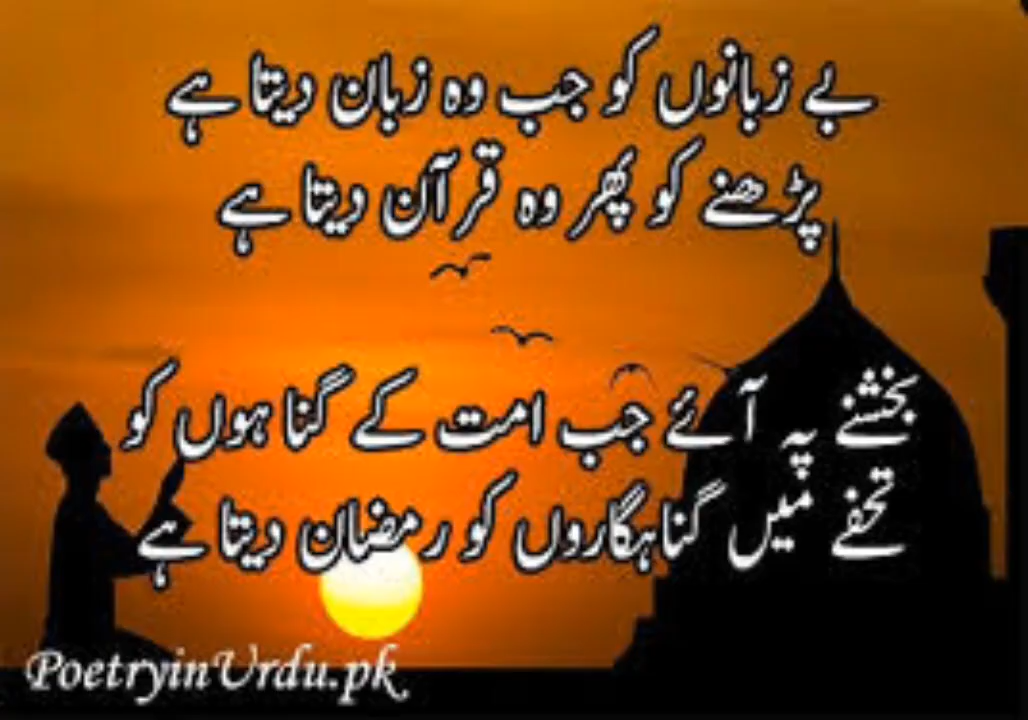 بے زبانوں کو جب وہ زبان دیتا ہے
پڑھنے کو پھر وہ قرآن دیتا ہے
بخشنے پہ آئے جب امت کے گناہوں کو
تحفے میں گناہگاروں کو رمضان دیتا ہے
PoetryinUrdu.pk